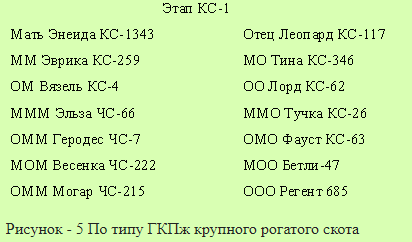 Этап КС-1
Мать Энеида КС-1343 Отец Леопард КС-117
ММ Эврика КС-259 МО Тина КС-346
ОМ Вязель КС-4 ОО Лорд КС-62
МММ Эльза ЧС-66 ММО Тучка КС-26
ОММ Геродес ЧС-7 ОМО Фауст КС-63
МОМ Весенка ЧС-222 МОО Бетли-47
ОММ Могар ЧС-215 ООО Регент 685
Рисунок - 5 По типу ГКПж крупного рогатого скота